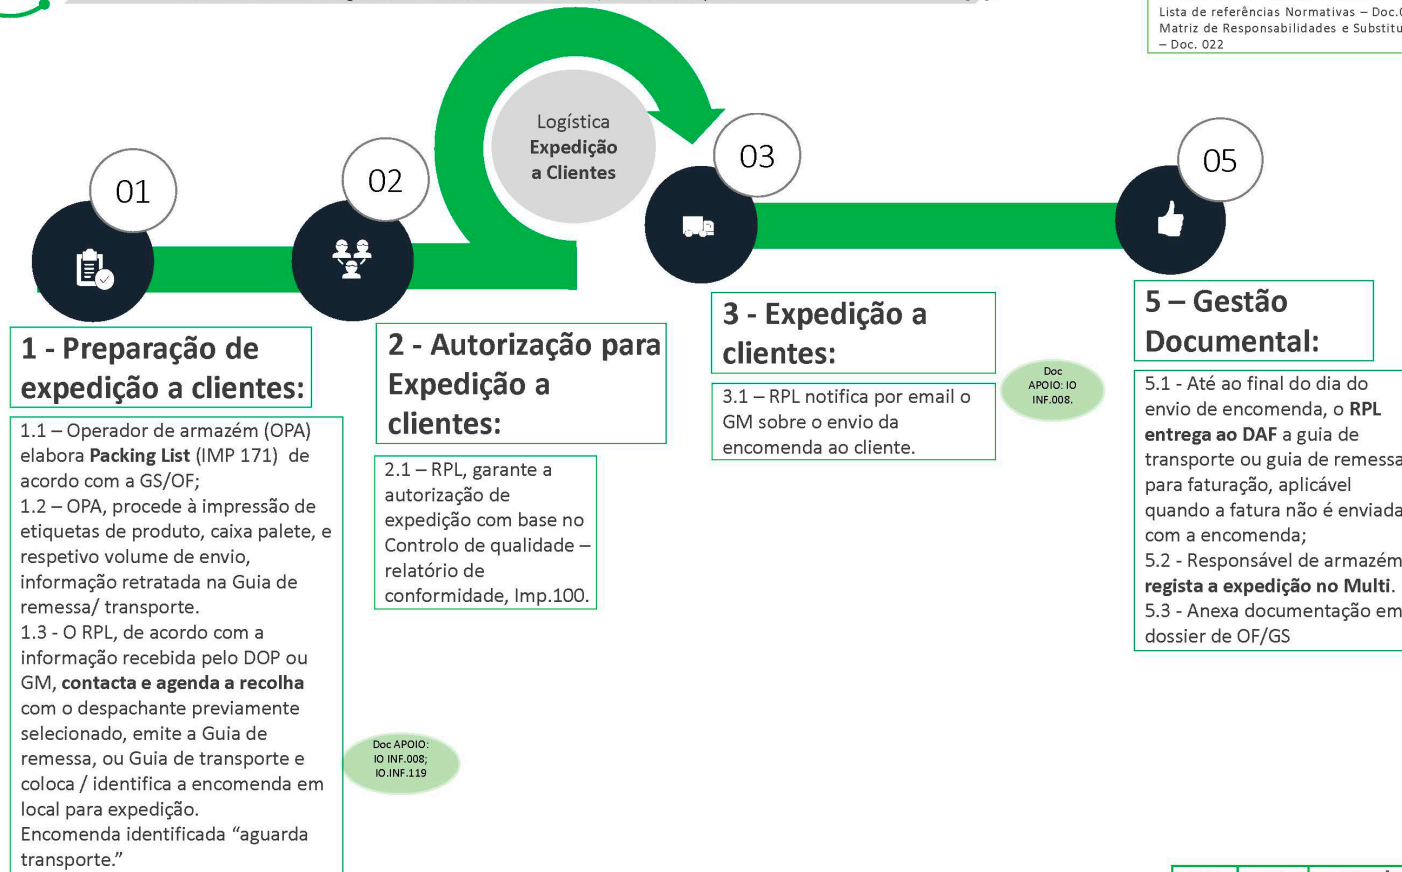 Lista de referências Normativas – Doc.
Matriz de Responsabilidades e
– Doc. 022
Logística
Expedição
a Clientes
01
02
03
05
1 - Preparação de
expedição a clientes:
1.1 – Operador de armazém (OPA)
elabora Packing List (IMP 171) de
acordo com a GS/OF;
1.2 – OPA, procede à impressão de
etiquetas de produto, caixa palete, e
respetivo volume de envio,
informação retratada na Guia de
remessa/ transporte.
1.3 - O RPL, de acordo com a
informação recebida pelo DOP ou
GM, contacta e agenda a recolha
com o despachante previamente
selecionado, emite a Guia de
remessa, ou Guia de transporte e
coloca / identifica a encomenda em
local para expedição.
Encomenda identificada “aguarda
transporte.”
Doc APOIO:
IO INF.008;
IO.INF.119
2 - Autorização para
Expedição a
clientes:
2.1 – RPL, garante a
autorização de
expedição com base no
Controlo de qualidade –
relatório de
conformidade, Imp.100.
3 - Expedição a
clientes:
3.1 – RPL notifica por email o
GM sobre o envio da
encomenda ao cliente.
Doc
APOIO: IO
INF.008.
5 – Gestão
Documental:
5.1 - Até ao final do dia do
envio de encomenda, o RPL
entrega ao DAF a guia de
transporte ou guia de remessa
para faturação, aplicável
quando a fatura não é enviada
com a encomenda;
5.2 - Responsável de armazém
regista a expedição no Multi.
5.3 - Anexa documentação em
dossier de OF/GS